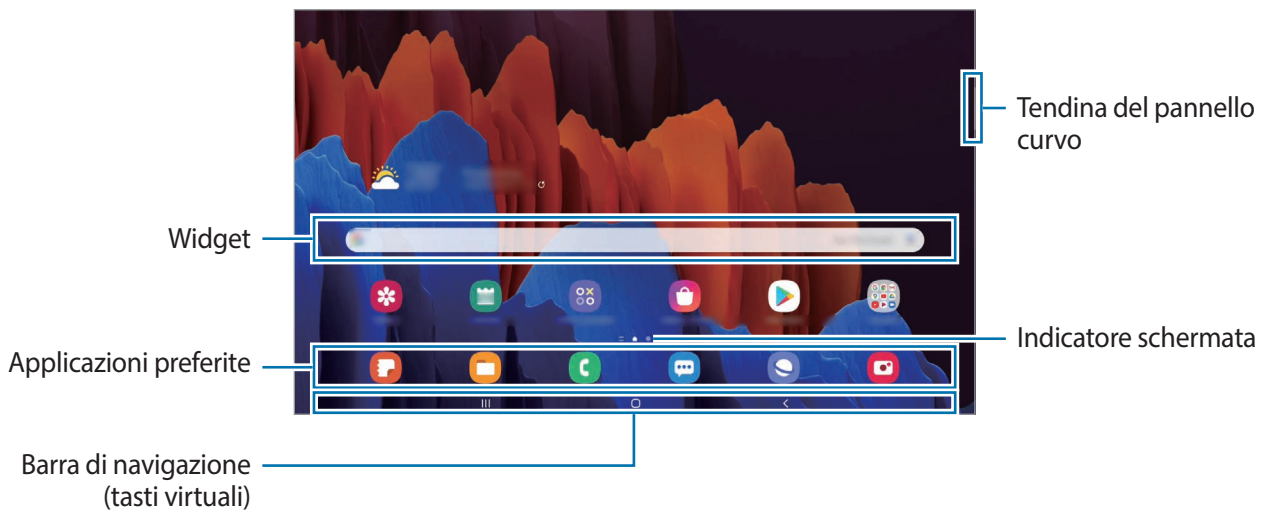 Tendina del pannello
curvo
Widget
Indicatore schermata
Applicazioni preferite
Barra di navigazione
(tasti virtuali)